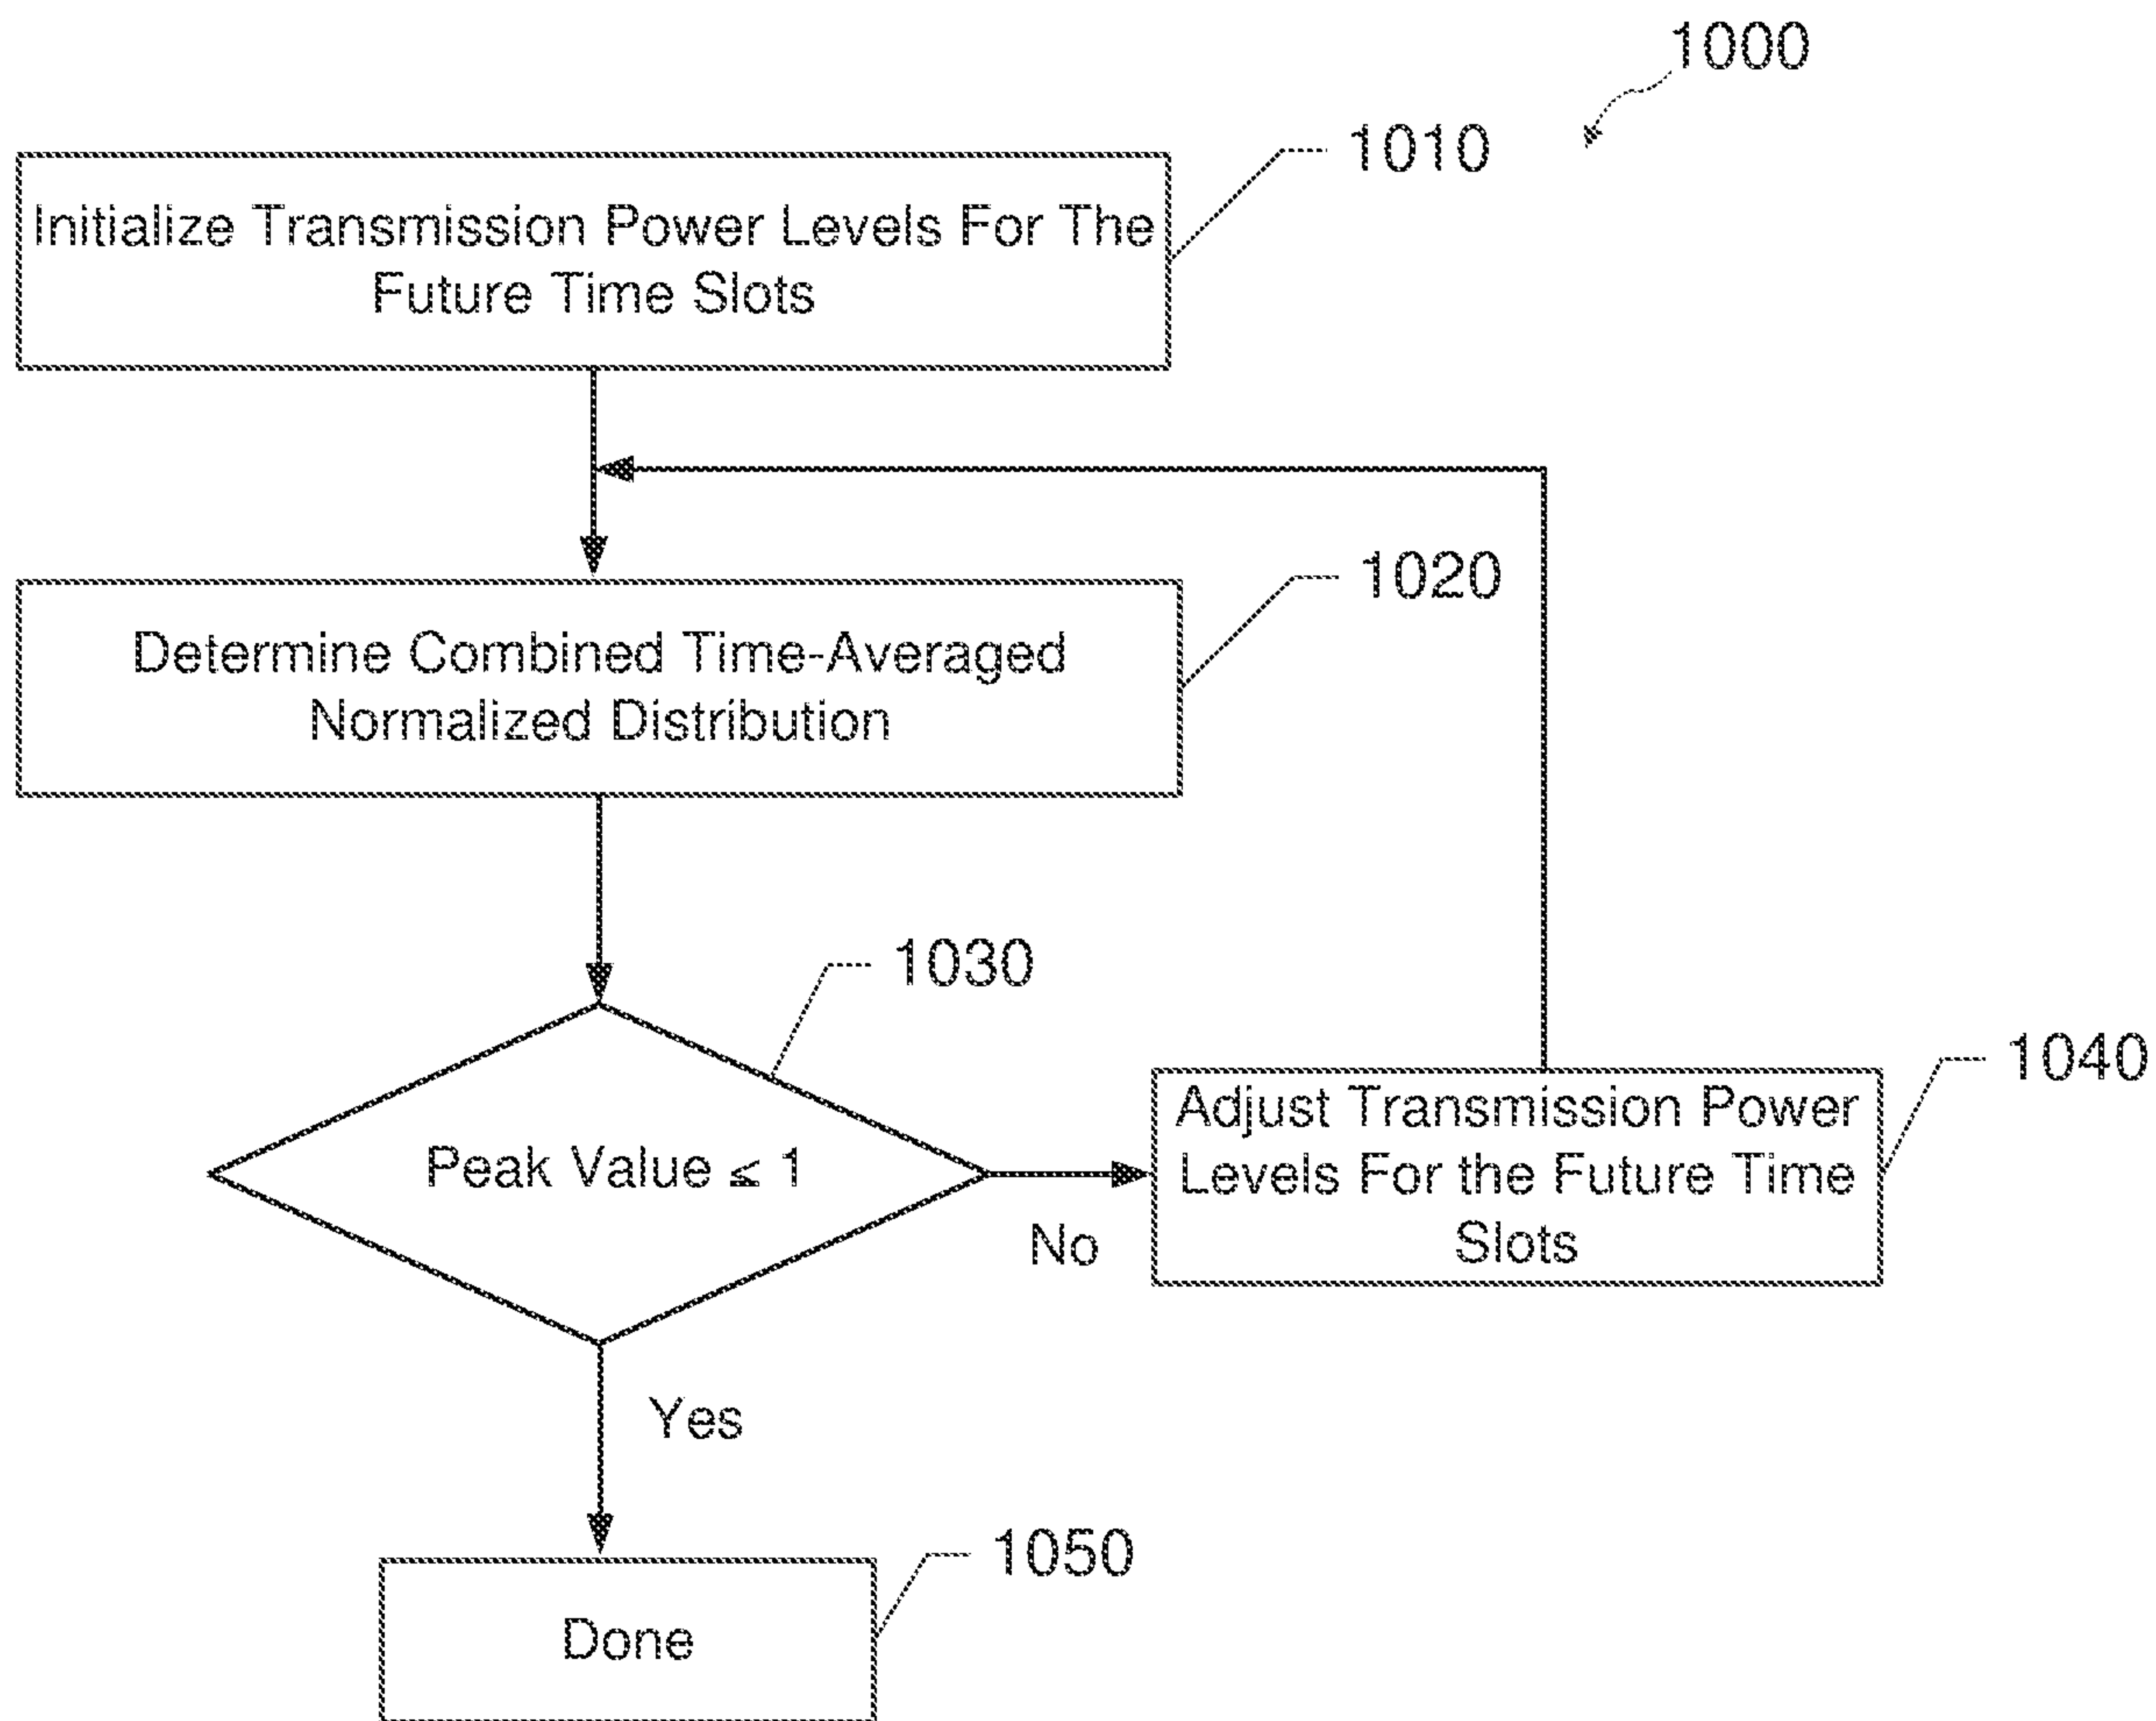 1000
1010
Initialize Transmission Power Levels For The
Future Time Slots
1020
Determine Combined Time-Averaged
Normalized Distribution
1030
Peak Value ≤ 1
1040
Adjust Transmission Power
Levels For the Future Time
Slots
No
Yes
1050
Done